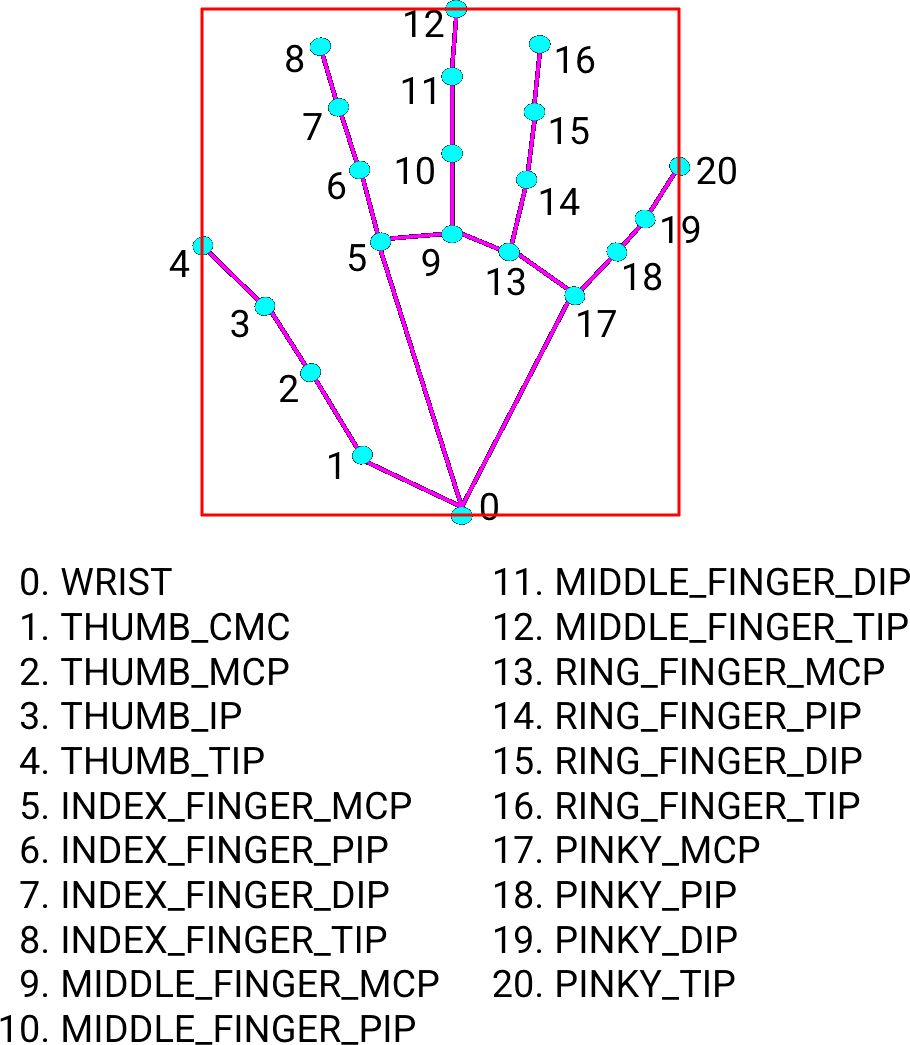 12
8
16
11
7
15
10
6
14
20
19
5
9
18
4
13
3
17
2
1
0
0. WRIST
1. THUMB_CMC
2. THUMB_MCP
3. THUMB_IP
4. THUMB_TIP
5. INDEX_FINGER_MCP
6. INDEX_FINGER_PIP
7. INDEX_FINGER_DIP
8. INDEX_FINGER_TIP
9. MIDDLE_FINGER_MCP
10. MIDDLE_FINGER_PIP
11. MIDDLE_FINGER_DIP
12. MIDDLE_FINGER_TIP
13. RING_FINGER_MCP
14. RING_FINGER_PIP
15. RING_FINGER_DIP
16. RING_FINGER_TIP
17. PINKY_MCP
18. PINKY_PIP
19. PINKY_DIP
20. PINKY_TIP